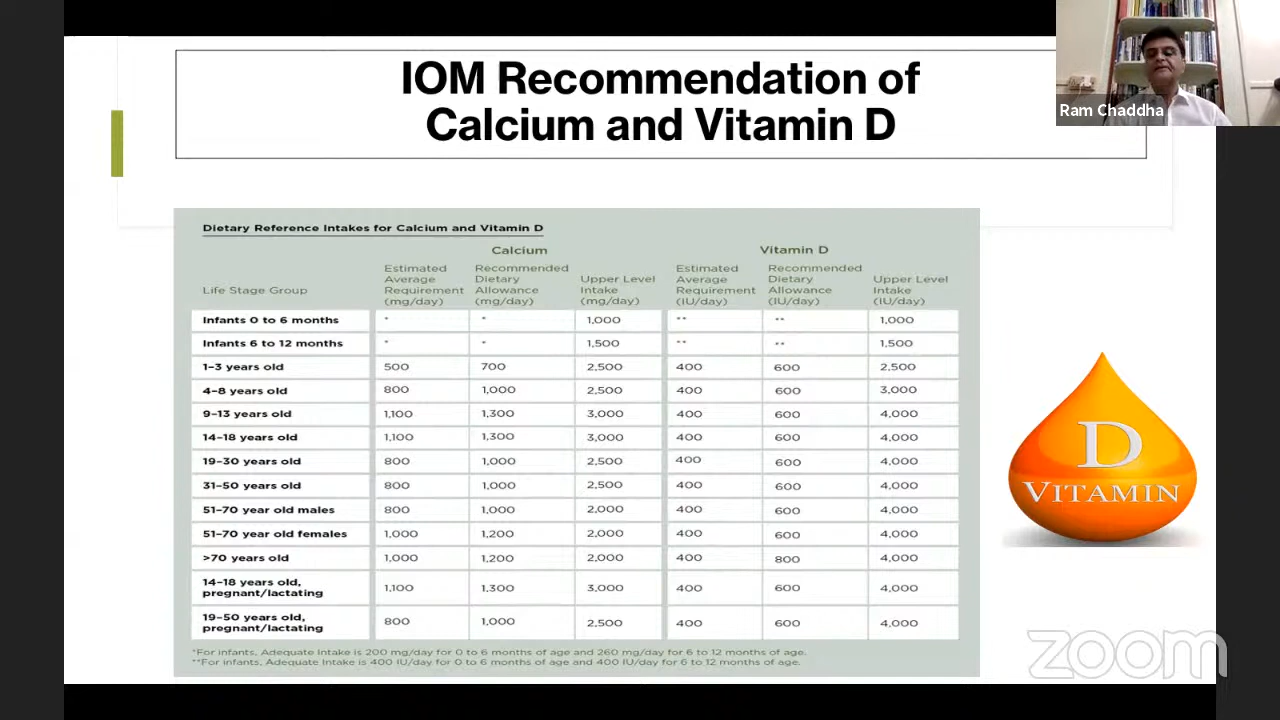 IOM Recommendation of
Calcium and Vitamin D
Ram Chaddha
Dietary Reference Intakes for Calcium and Vitamin D
Calcium Vitamin D
Life Stage Group Estimated Average Requirement (mg/day) Recommended Dietary Allowance (mg/day) Upper Level Intake (mg/day) Estimated Average Requirement (IU/day) Recommended Dietary Allowance (IU/day) Upper Level Intake (IU/day)
Infants 0 to 6 months * * 1,000 ** ** 1,000
Infants 6 to 12 months * * 1,500 ** ** 1,500
1–3 years old 500 700 2,500 400 600 2,500
4–8 years old 800 1,000 2,500 400 600 3,000
9–13 years old 1,100 1,300 3,000 400 600 4,000
14–18 years old 1,100 1,300 3,000 400 600 4,000
19–30 years old 800 1,000 2,500 400 600 4,000
31–50 years old 800 1,000 2,500 400 600 4,000
51–70 year old males 800 1,000 2,000 400 600 4,000
51–70 year old females 1,000 1,200 2,000 400 600 4,000
>70 years old 1,000 1,200 2,000 400 800 4,000
14–18 years old, pregnant/lactating 1,100 1,300 3,000 400 600 4,000
19–50 years old, pregnant/lactating 800 1,000 2,500 400 600 4,000
*For infants, Adequate Intake is 200 mg/day for 0 to 6 months of age and 260 mg/day for 6 to 12 months of age.
**For infants, Adequate Intake is 400 IU/day for 0 to 6 months of age and 400 IU/day for 6 to 12 months of age.
D
VITAMIN
zoom